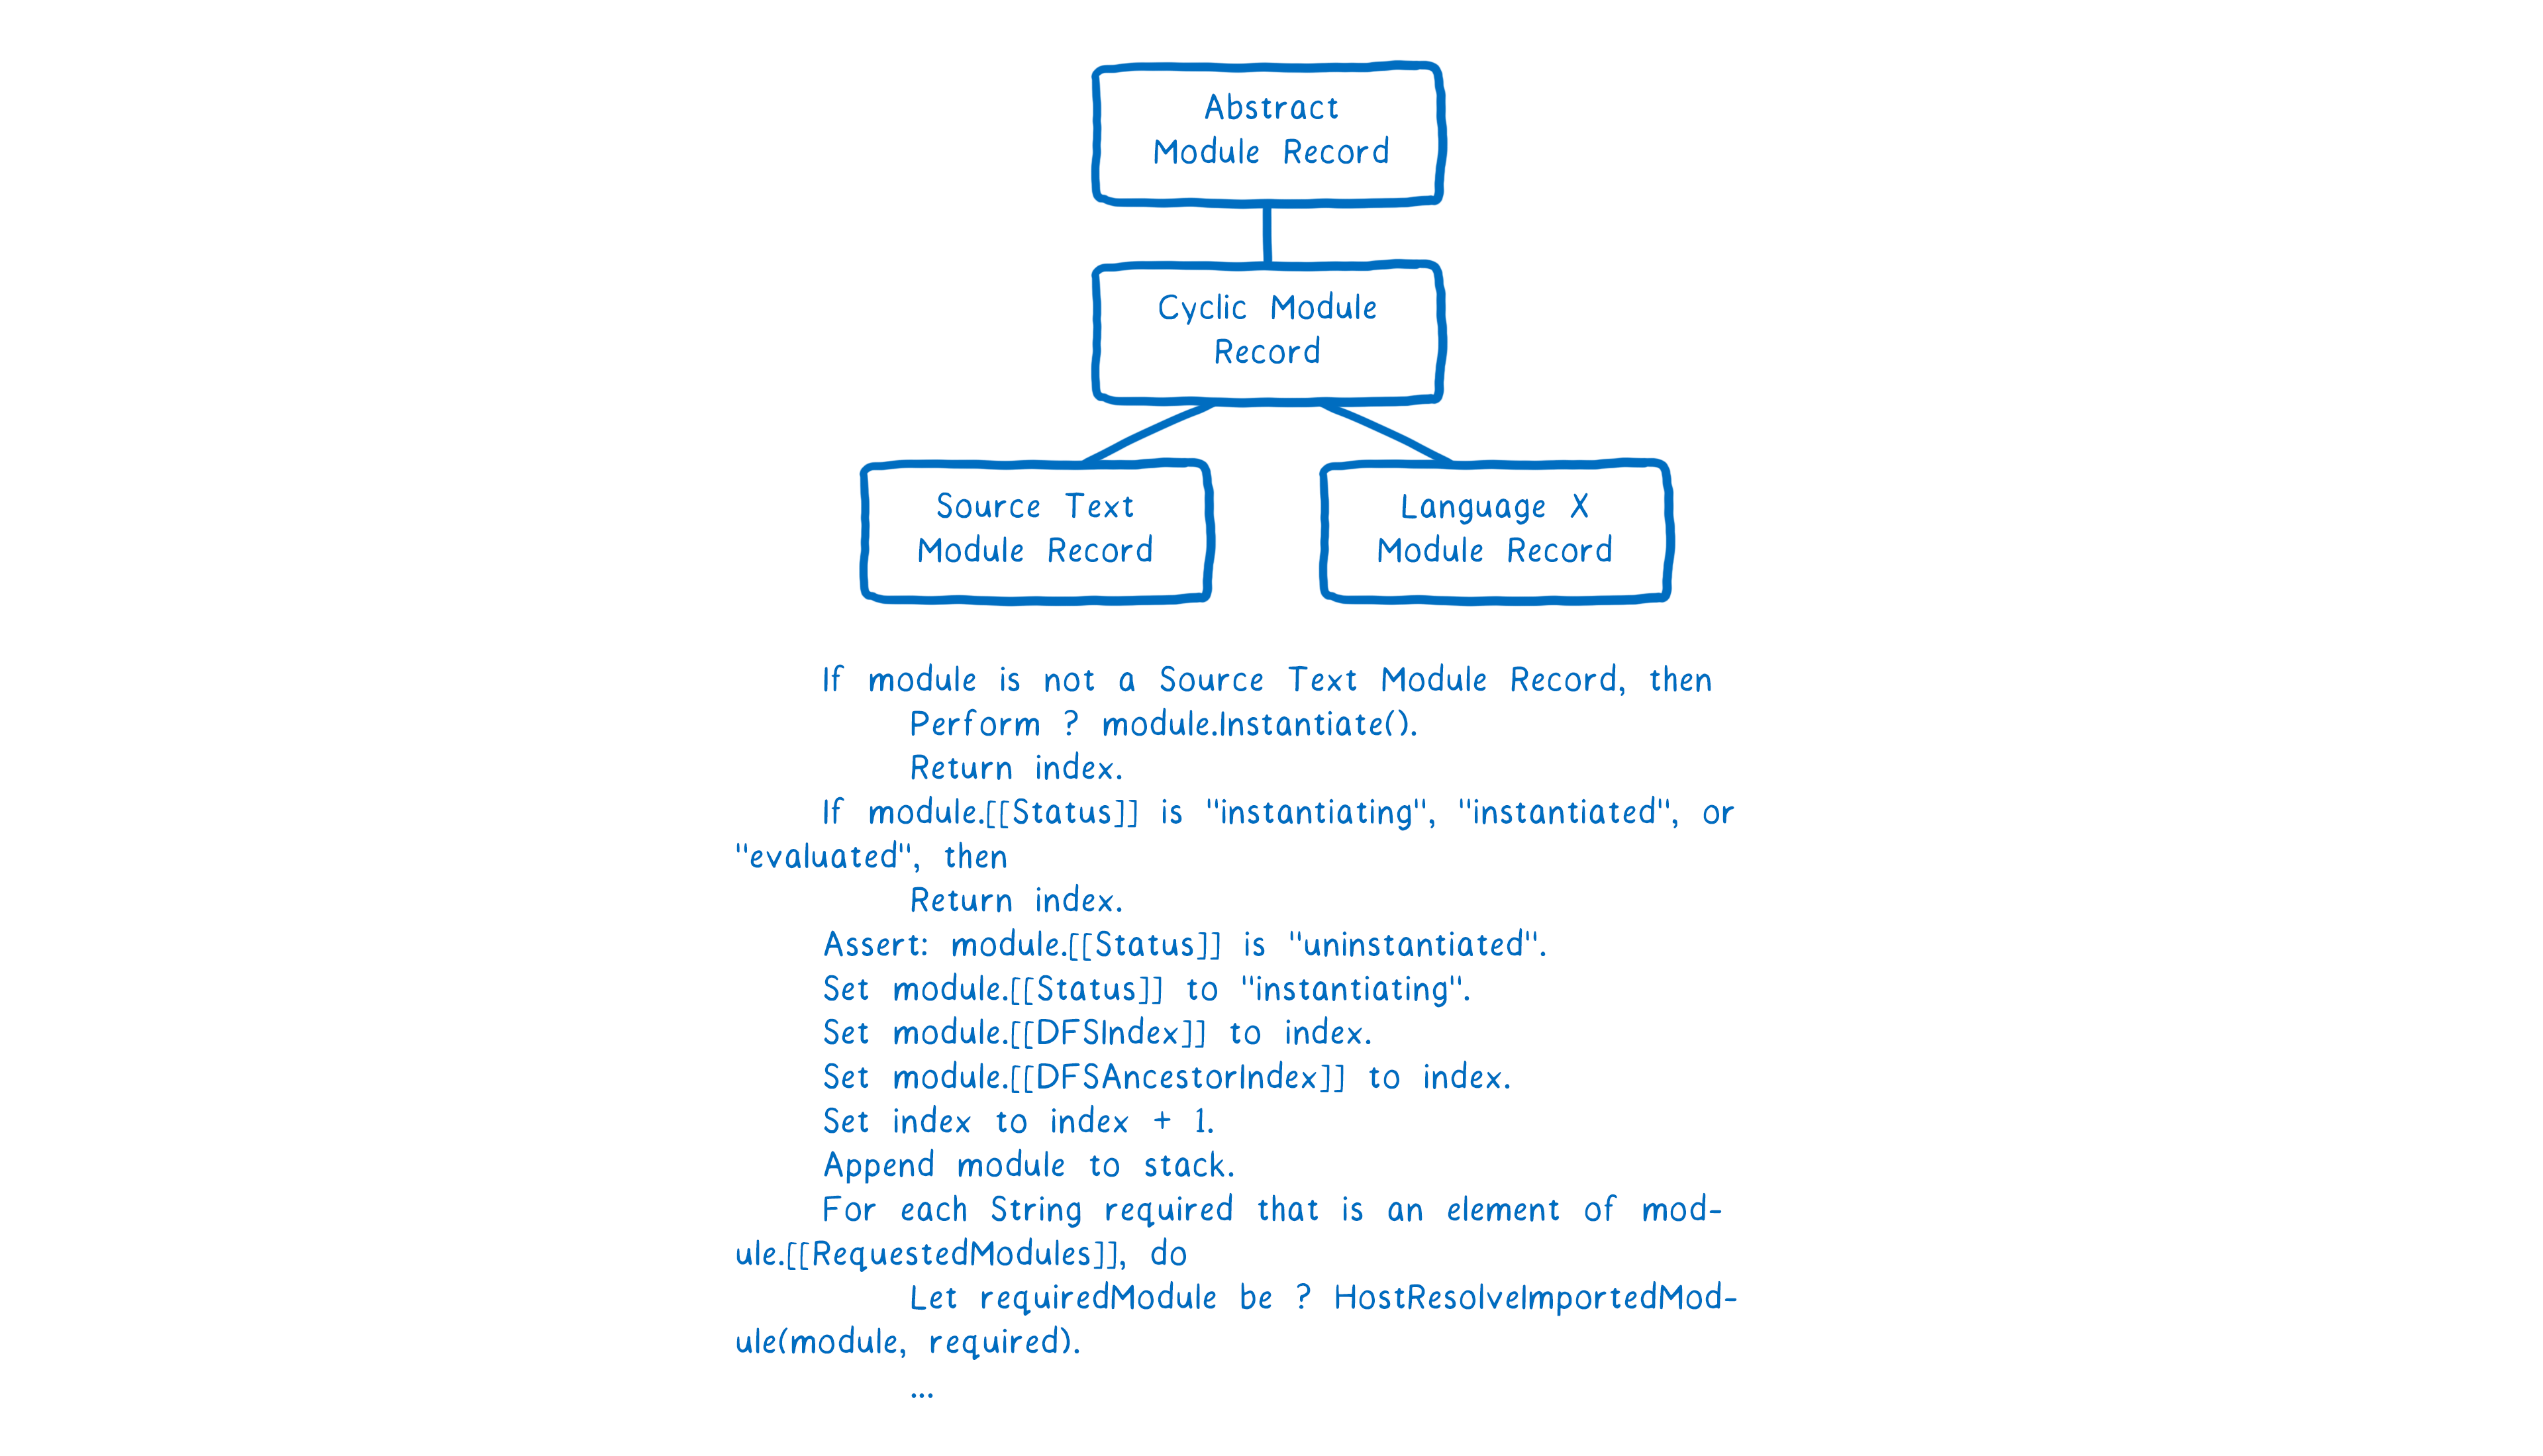 Abstract
Module Record
Cyclic Module
Record
Source Text
Module Record
Language X
Module Record
If module is not a Source Text Module Record, then
Perform ? module.Instantiate().
Return index.
If module.[[Status]] is "instantiating", "instantiated", or
"evaluated", then
Return index.
Assert: module.[[Status]] is "uninstantiated".
Set module.[[Status]] to "instantiating".
Set module.[[DFSIndex]] to index.
Set module.[[DFSAncestorIndex]] to index.
Set index to index + 1.
Append module to stack.
For each String required that is an element of mod-
ule.[[RequestedModules]], do
Let requiredModule be ? HostResolveImportedMod-
ule(module, required).
...